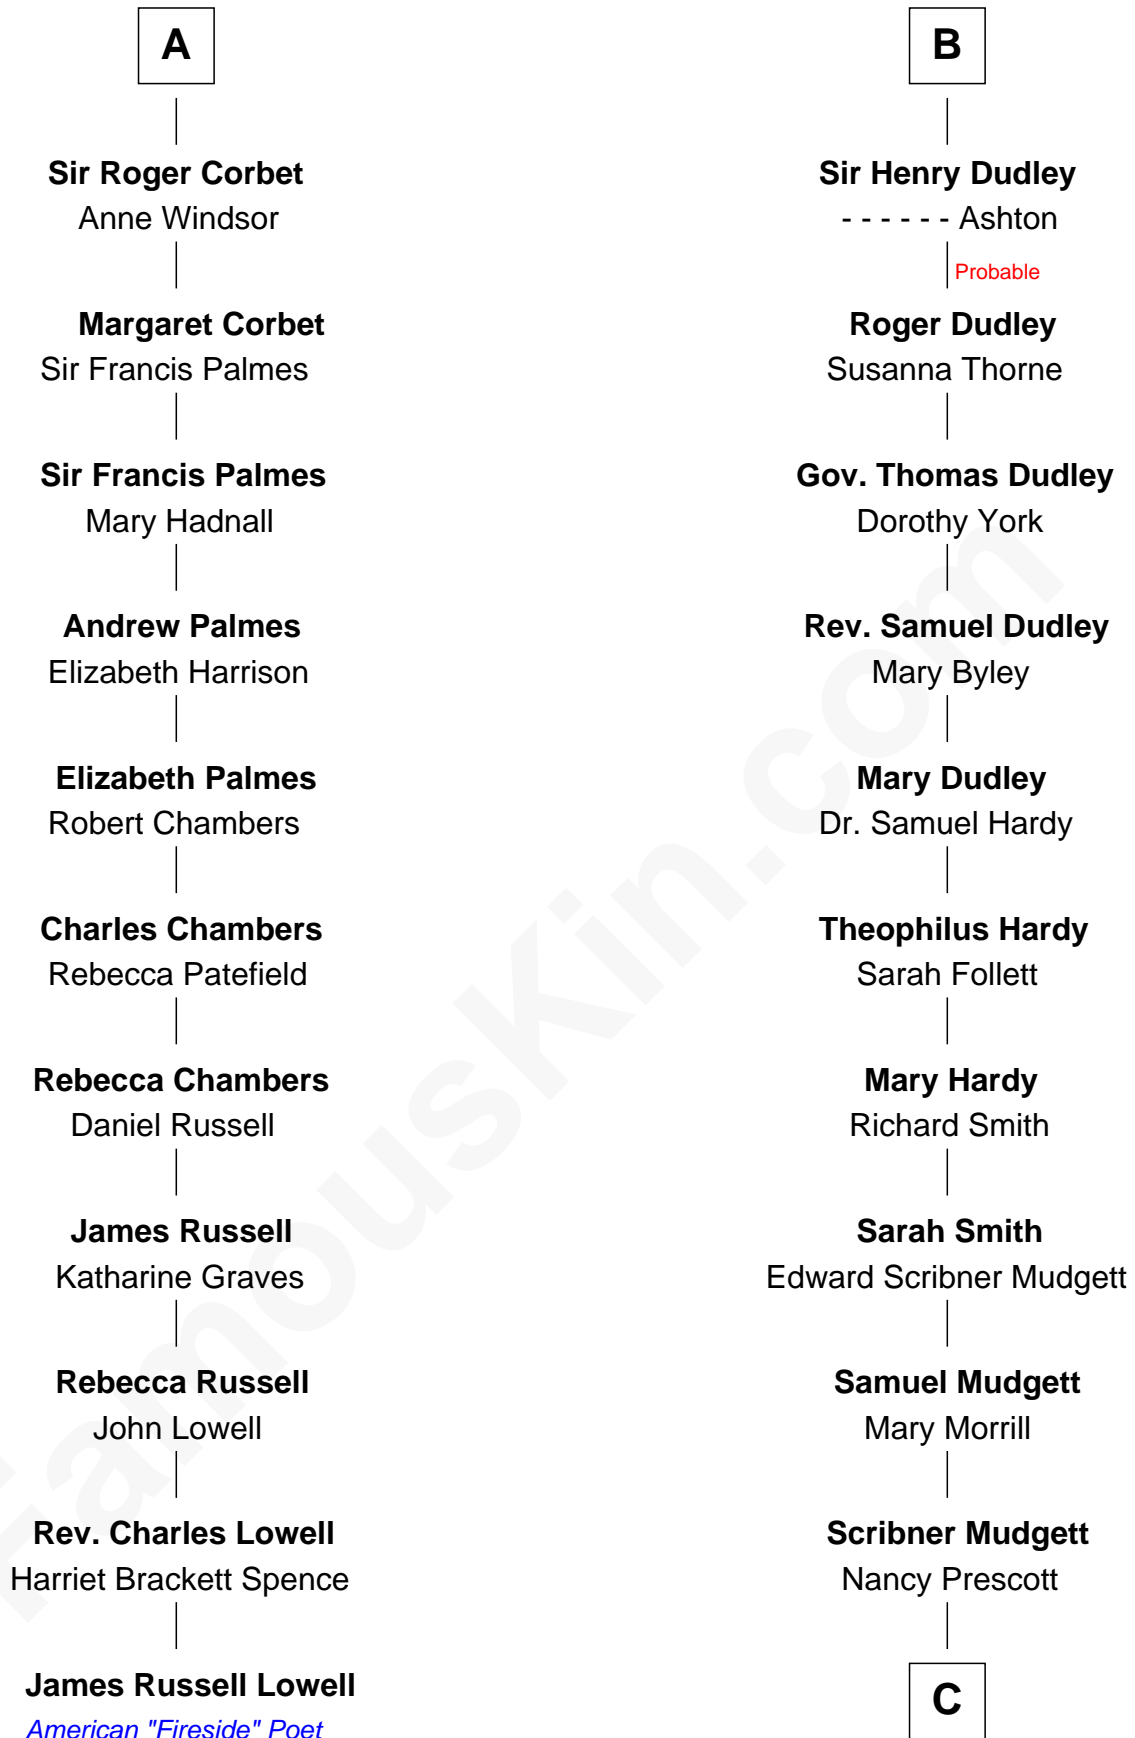 A
Sir Roger Corbet
Anne Windsor
Margaret Corbet
Sir Francis Palmes
Sir Francis Palmes
Mary Hadnall
Andrew Palmes
Elizabeth Harrison
Elizabeth Palmes
Robert Chambers
Charles Chambers
Rebecca Patefield
Rebecca Chambers
Daniel Russell
James Russell
Katharine Graves
Rebecca Russell
John Lowell
Rev. Charles Lowell
Harriet Brackett Spence
James Russell Lowell
American "Fireside" Poet
B
Sir Henry Dudley
- - - - - - Ashton
Probable
Roger Dudley
Susanna Thorne
Gov. Thomas Dudley
Dorothy York
Rev. Samuel Dudley
Mary Byley
Mary Dudley
Dr. Samuel Hardy
Theophilus Hardy
Sarah Follett
Mary Hardy
Richard Smith
Sarah Smith
Edward Scribner Mudgett
Samuel Mudgett
Mary Morrill
Scribner Mudgett
Nancy Prescott
C
FamousKin.com